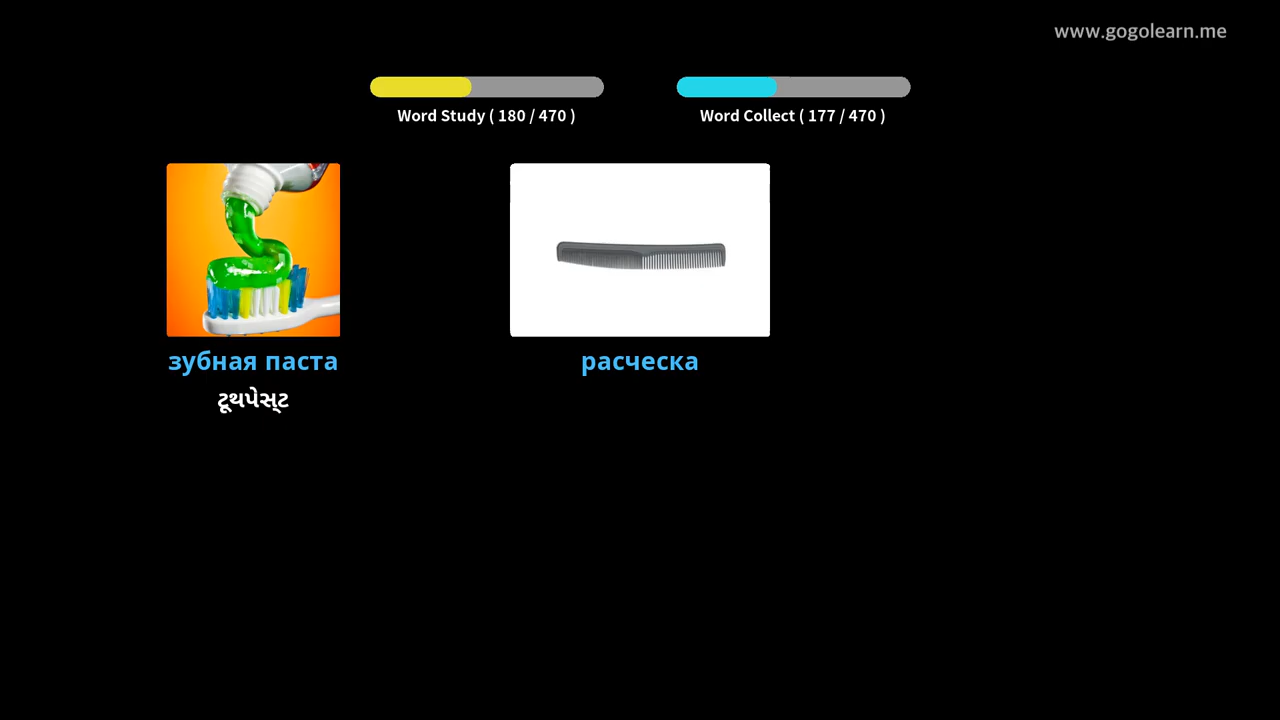 www.gogolearn.me
Word Study ( 180 / 470 )
Word Collect ( 177 / 470 )
зубная паста
расческа
ટૂથપેસ્ટ